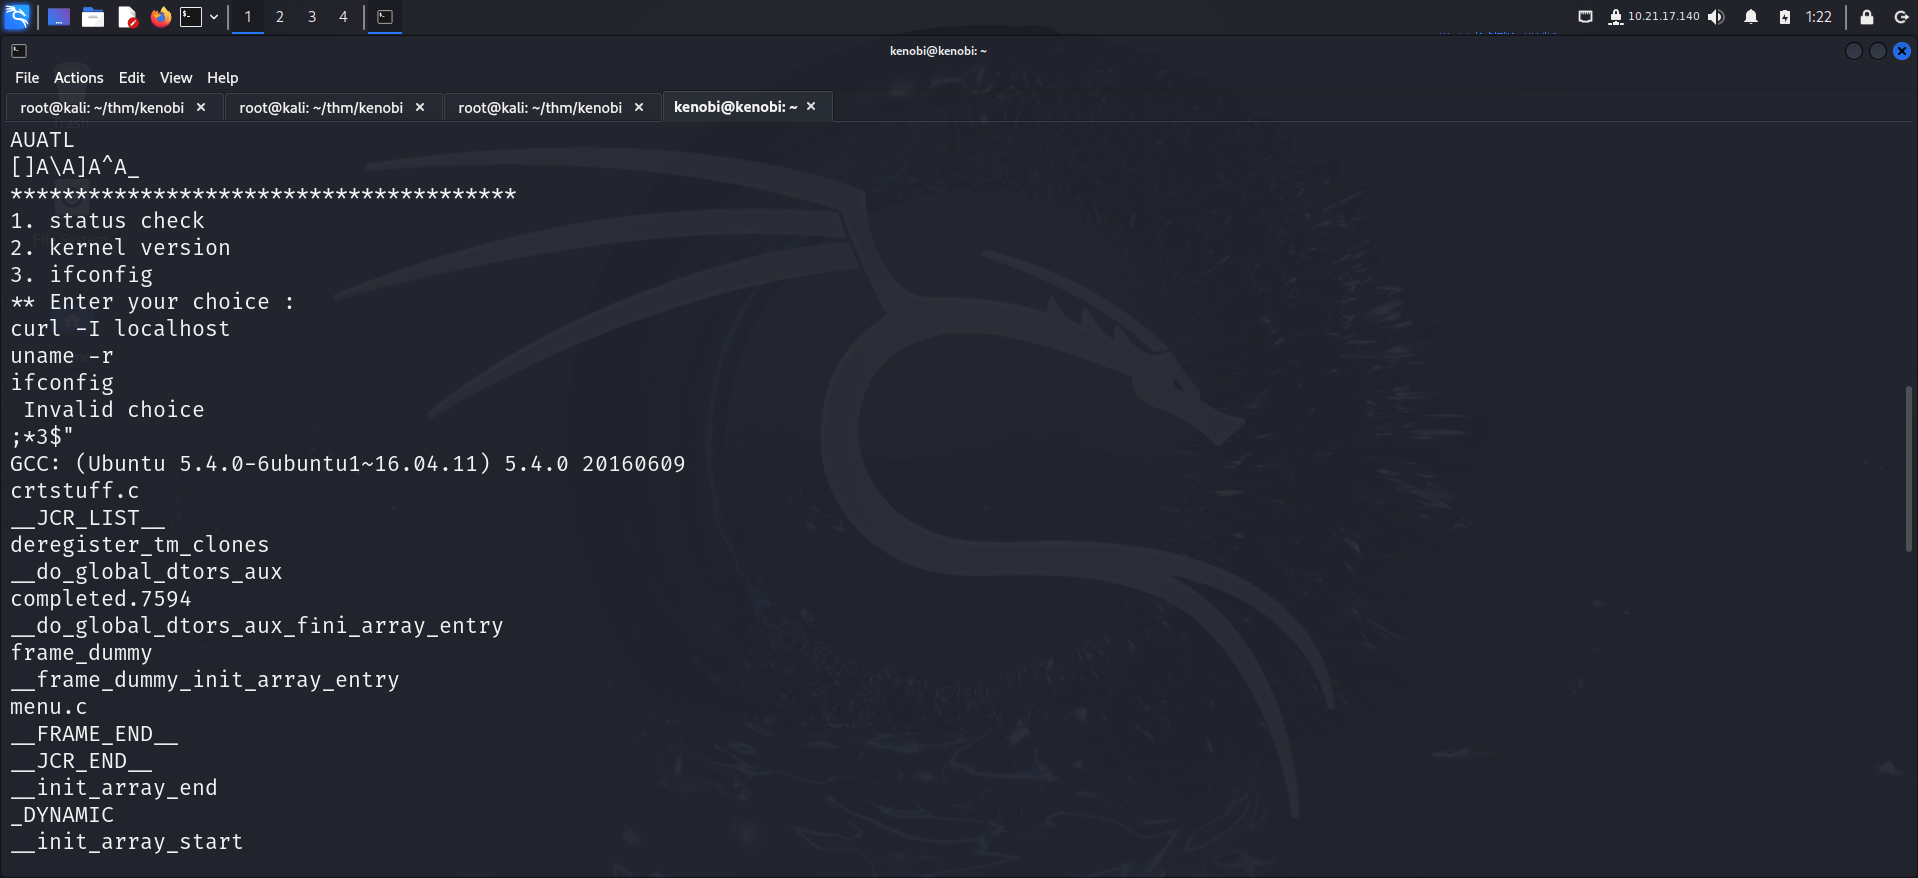 1 2 3 4
10.21.17.140
1:22
kenobi@kenobi: ~
File Actions Edit View Help
root@kali: ~/thm/kenobi
root@kali: ~/thm/kenobi
root@kali: ~/thm/kenobi
kenobi@kenobi: ~
AUATL
[]A\A]A^A_
***************************************
1. status check
2. kernel version
3. ifconfig
** Enter your choice :
curl -I localhost
uname -r
ifconfig
Invalid choice
;*3$"
GCC: (Ubuntu 5.4.0-6ubuntu1~16.04.11) 5.4.0 20160609
crtstuff.c
__JCR_LIST__
deregister_tm_clones
__do_global_dtors_aux
completed.7594
__do_global_dtors_aux_fini_array_entry
frame_dummy
__frame_dummy_init_array_entry
menu.c
__FRAME_END__
__JCR_END__
__init_array_end
_DYNAMIC
__init_array_start